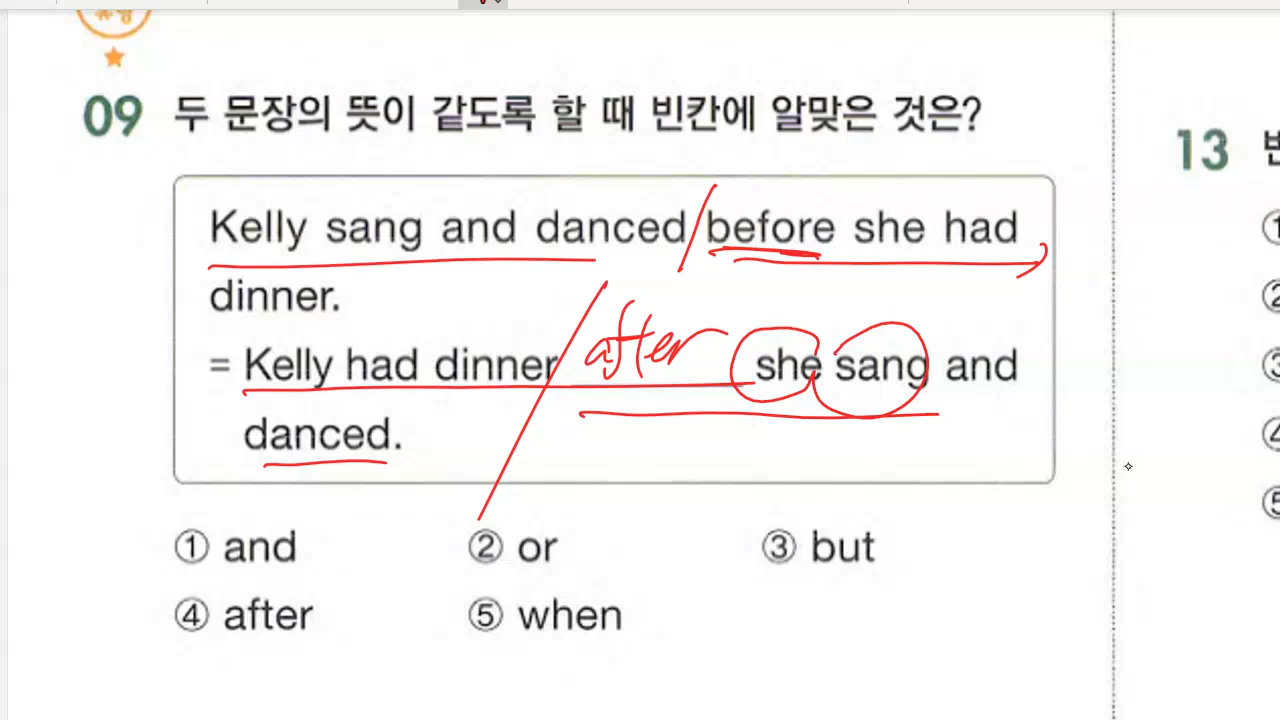 09 두 문장의 뜻이 같도록 할 때 빈칸에 알맞은 것은?
Kelly sang and danced before she had
dinner.
= Kelly had dinner after she sang and
danced.
① and ② or ③ but
④ after ⑤ when
13